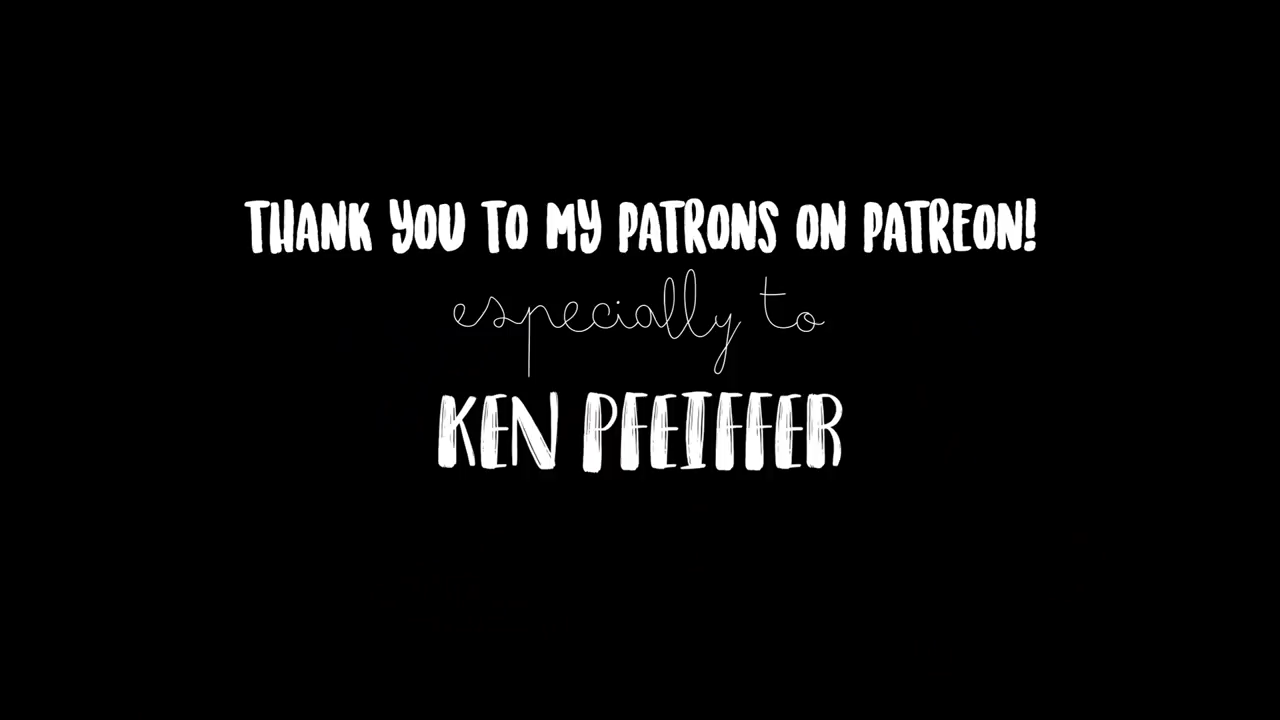 THANK YOU TO MY PATRONS ON PATREON!
especially to
KEN PFEIFFER